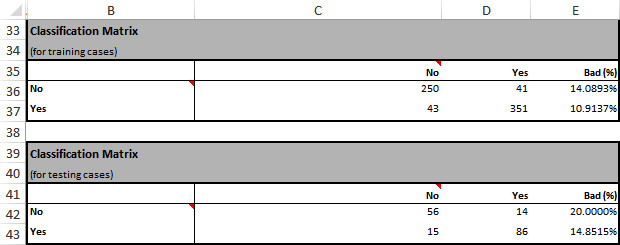 B C D E
33 Classification Matrix
34 (for training cases)
35 No Yes Bad (%)
36 No 250 41 14.0893%
37 Yes 43 351 10.9137%
38
39 Classification Matrix
40 (for testing cases)
41 No Yes Bad (%)
42 No 56 14 20.0000%
43 Yes 15 86 14.8515%